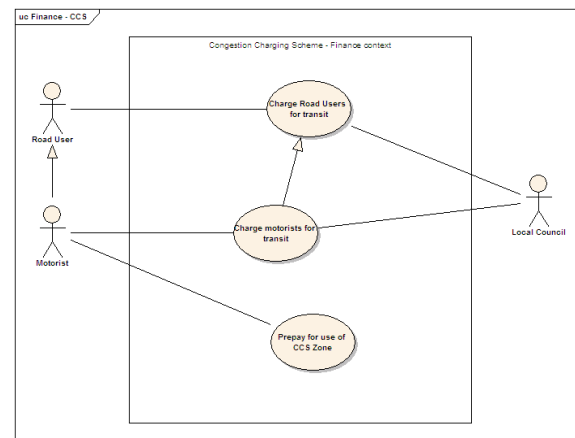 uc Finance - CCS
Congestion Charging Scheme - Finance context
Charge Road Users
for transit
Road User
Charge motorists for
transit
Local Council
Motorist
Prepay for use of
CCS Zone